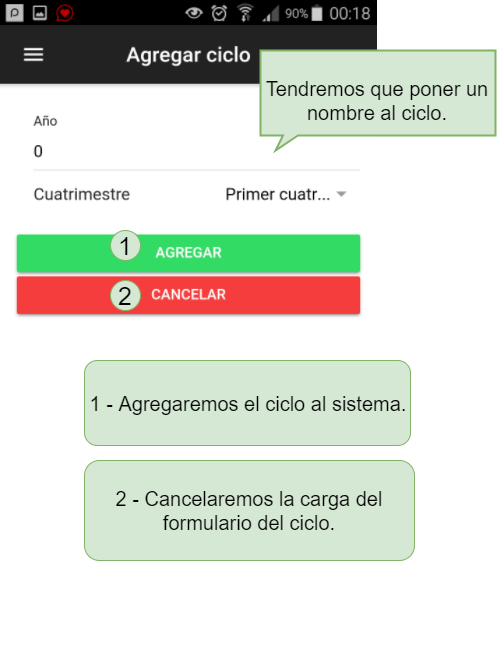 90% 00:18
Agregar ciclo
Tendremos que poner un
nombre al ciclo.
Año
0
Cuatrimestre Primer cuatr...
1 AGREGAR
2 CANCELAR
1 - Agregaremos el ciclo al sistema.
2 - Cancelaremos la carga del
formulario del ciclo.